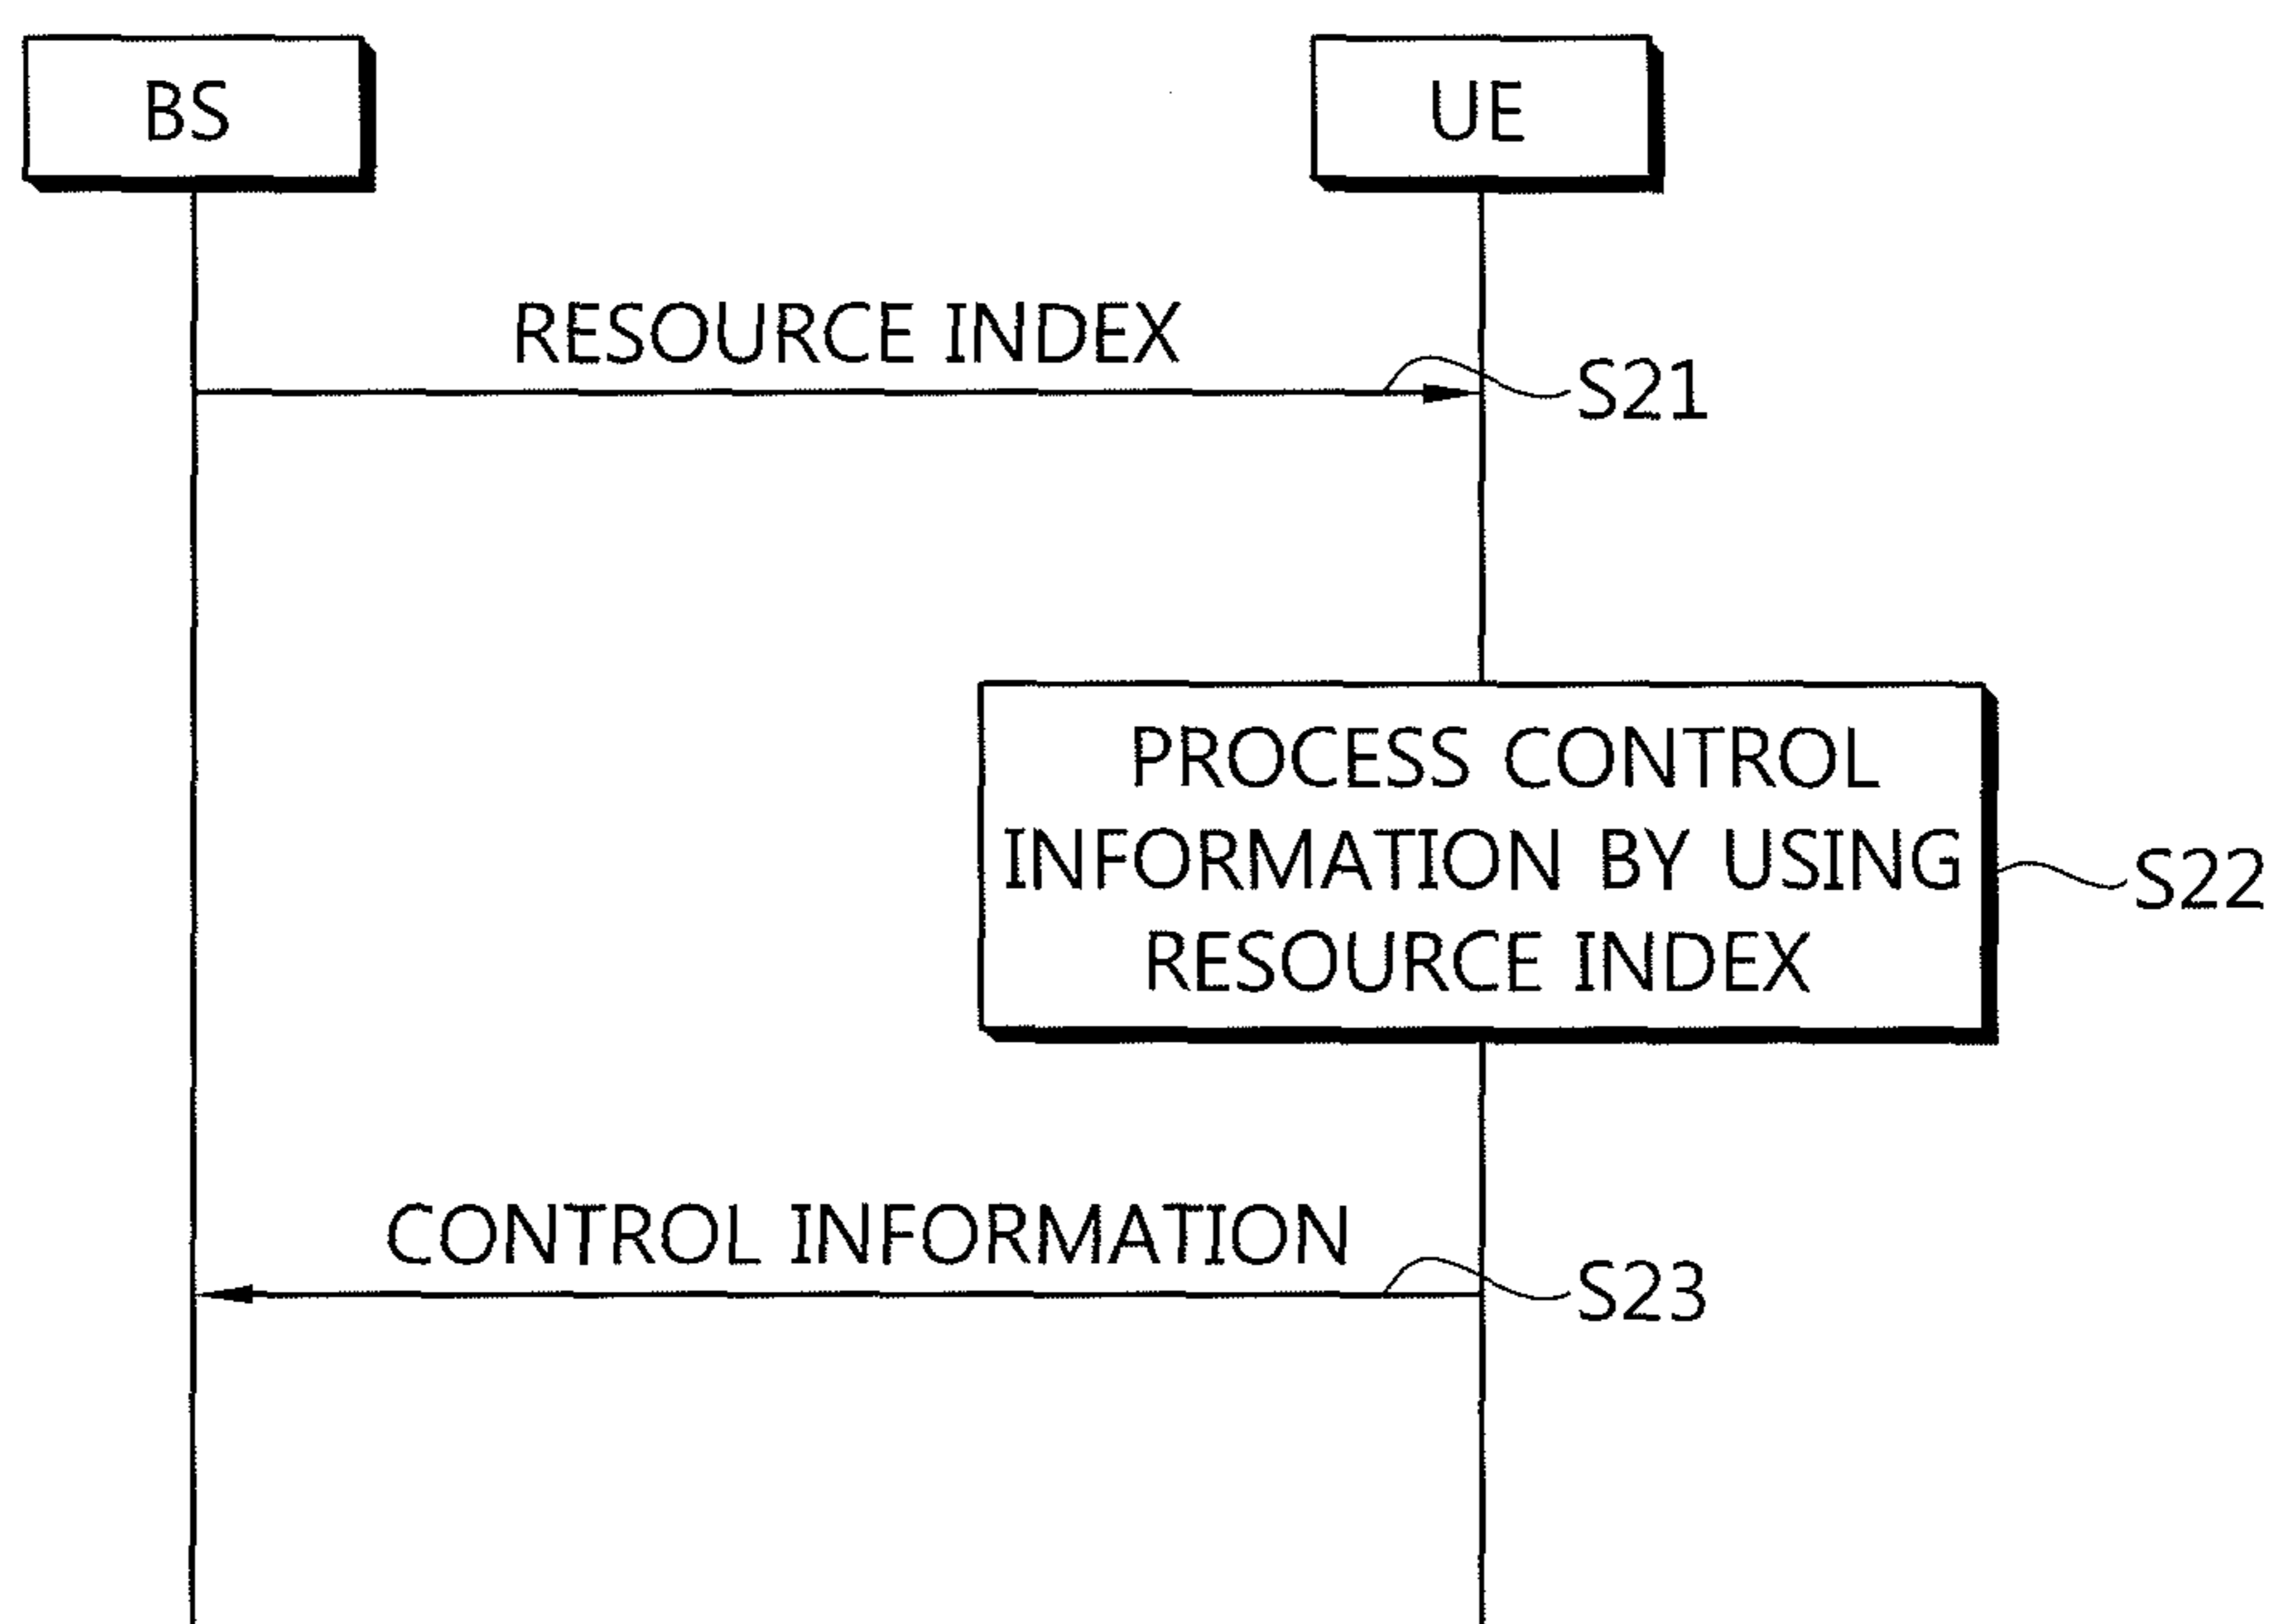 BS
UE
RESOURCE INDEX
S21
PROCESS CONTROL
INFORMATION BY USING
RESOURCE INDEX
S22
CONTROL INFORMATION
S23